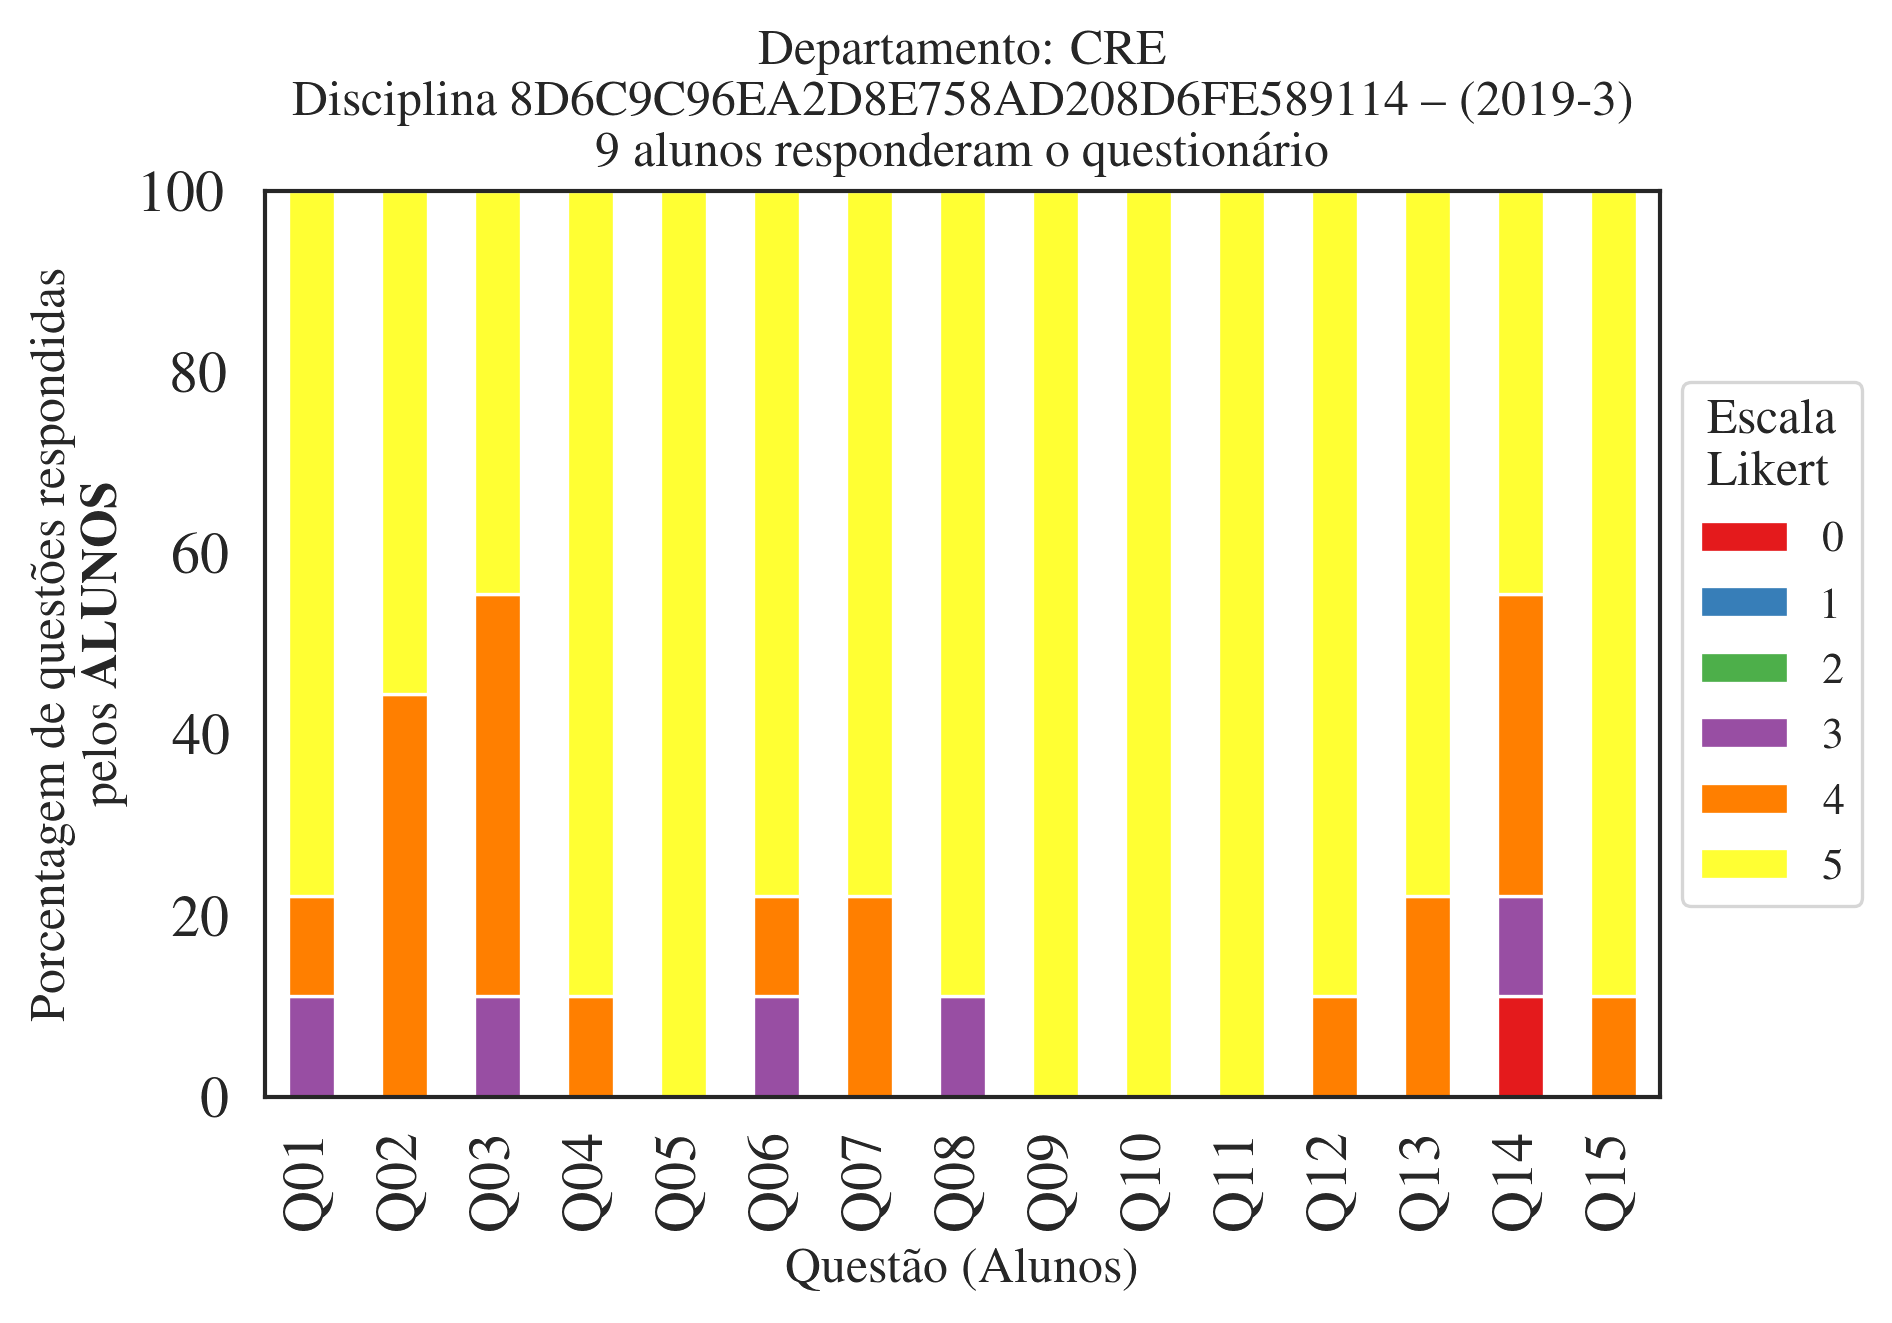 Departamento: CRE
Disciplina 8D6C9C96EA2D8E758AD208D6FE589114 – (2019-3)
9 alunos responderam o questionário
Porcentagem de questões respondidas
pelos ALUNOS
100
80
60
40
20
0
Q01
Q02
Q03
Q04
Q05
Q06
Q07
Q08
Q09
Q10
Q11
Q12
Q13
Q14
Q15
Questão (Alunos)
Escala
Likert
0
1
2
3
4
5